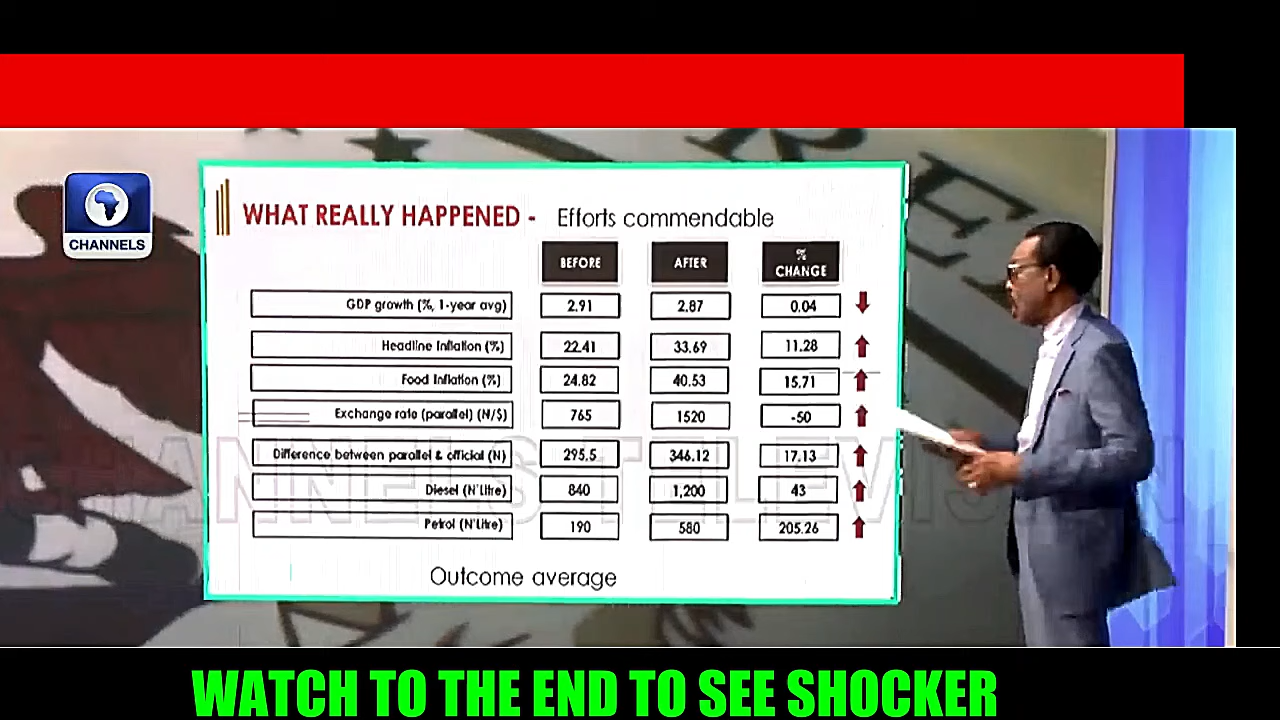 CHANNELS
WHAT REALLY HAPPENED - Efforts commendable
BEFORE AFTER % CHANGE
GDP growth (%, 1-year avg) 2.91 2.87 0.04
Headline Inflation (%) 22.41 33.69 11.28
Food Inflation (%) 24.82 40.53 15.71
Exchange rate (parallel) (N/$) 765 1520 -50
Difference between parallel & official (N) 295.5 346.12 17.13
Diesel (N'Litre) 840 1,200 43
Petrol (N'Litre) 190 580 205.26
Outcome average
CHANNELS TELEVISION
WATCH TO THE END TO SEE SHOCKER